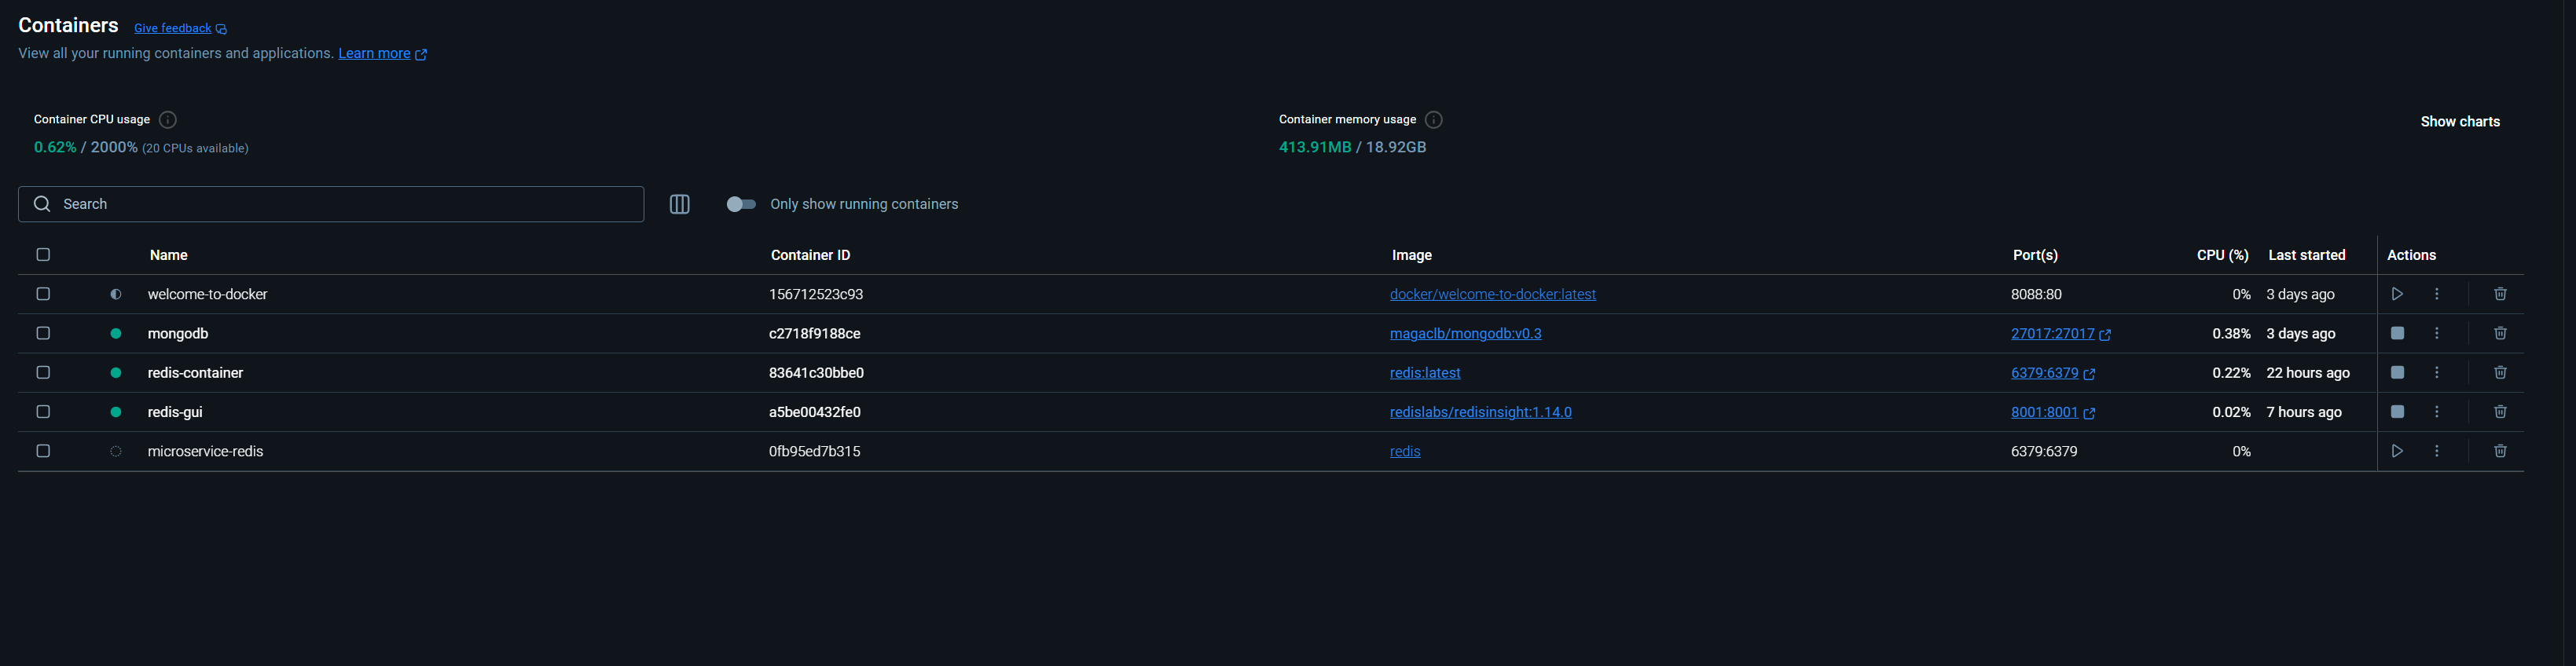 Containers Give feedback
View all your running containers and applications. Learn more
Container CPU usage
0.62% / 2000% (20 CPUs available)
Container memory usage
413.91MB / 18.92GB
Show charts
Search
Only show running containers
Name Container ID Image Port(s) CPU (%) Last started Actions
welcome-to-docker 156712523c93 docker/welcome-to-docker:latest 8088:80 0% 3 days ago
mongodb c2718f9188ce magaclb/mongodb:v0.3 27017:27017 0.38% 3 days ago
redis-container 83641c30bbe0 redis:latest 6379:6379 0.22% 22 hours ago
redis-gui a5be00432fe0 redislabs/redisinsight:1.14.0 8001:8001 0.02% 7 hours ago
microservice-redis 0fb95ed7b315 redis 6379:6379 0%